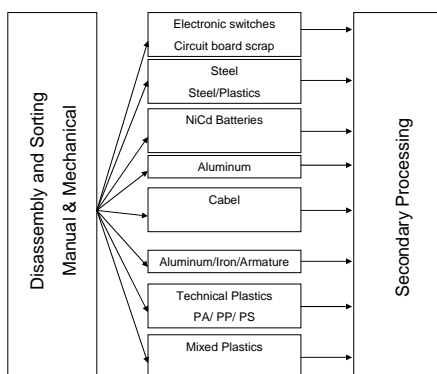 Disassembly and Sorting
Manual & Mechanical
Electronic switches
Circuit board scrap
Steel
Steel/Plastics
NiCd Batteries
Aluminum
Cabel
Aluminum/Iron/Armature
Technical Plastics
PA/ PP/ PS
Mixed Plastics
Secondary Processing